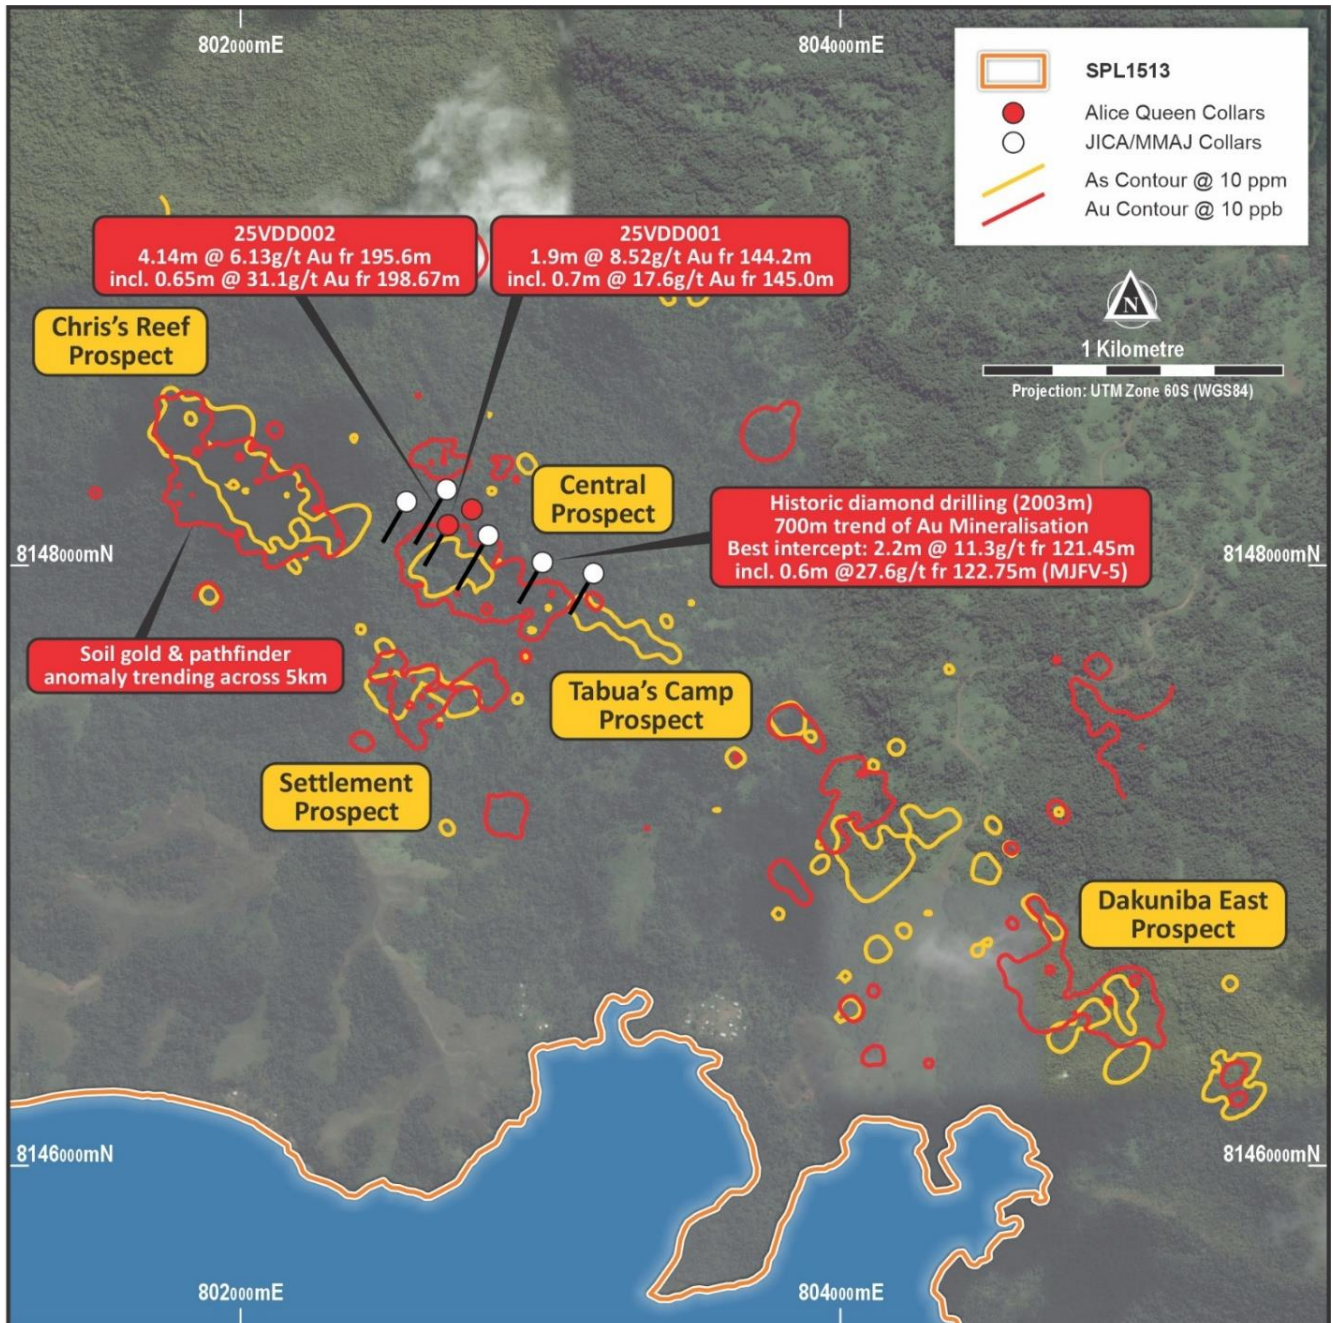 802000mE
804000mE
SPL1513
Alice Queen Collars
JICA/MMAJ Collars
As Contour @ 10 ppm
Au Contour @ 10 ppb
25VDD002
4.14m @ 6.13g/t Au fr 195.6m
incl. 0.65m @ 31.1g/t Au fr 198.67m
25VDD001
1.9m @ 8.52g/t Au fr 144.2m
incl. 0.7m @ 17.6g/t Au fr 145.0m
N
1 Kilometre
Projection: UTM Zone 60S (WGS84)
Chris's Reef
Prospect
Central
Prospect
Historic diamond drilling (2003m)
700m trend of Au Mineralisation
Best intercept: 2.2m @ 11.3g/t fr 121.45m
incl. 0.6m @27.6g/t fr 122.75m (MJFV-5)
8148000mN
8148000mN
Soil gold & pathfinder
anomaly trending across 5km
Tabua's Camp
Prospect
Settlement
Prospect
Dakuniba East
Prospect
8146000mN
8146000mN
802000mE
804000mE